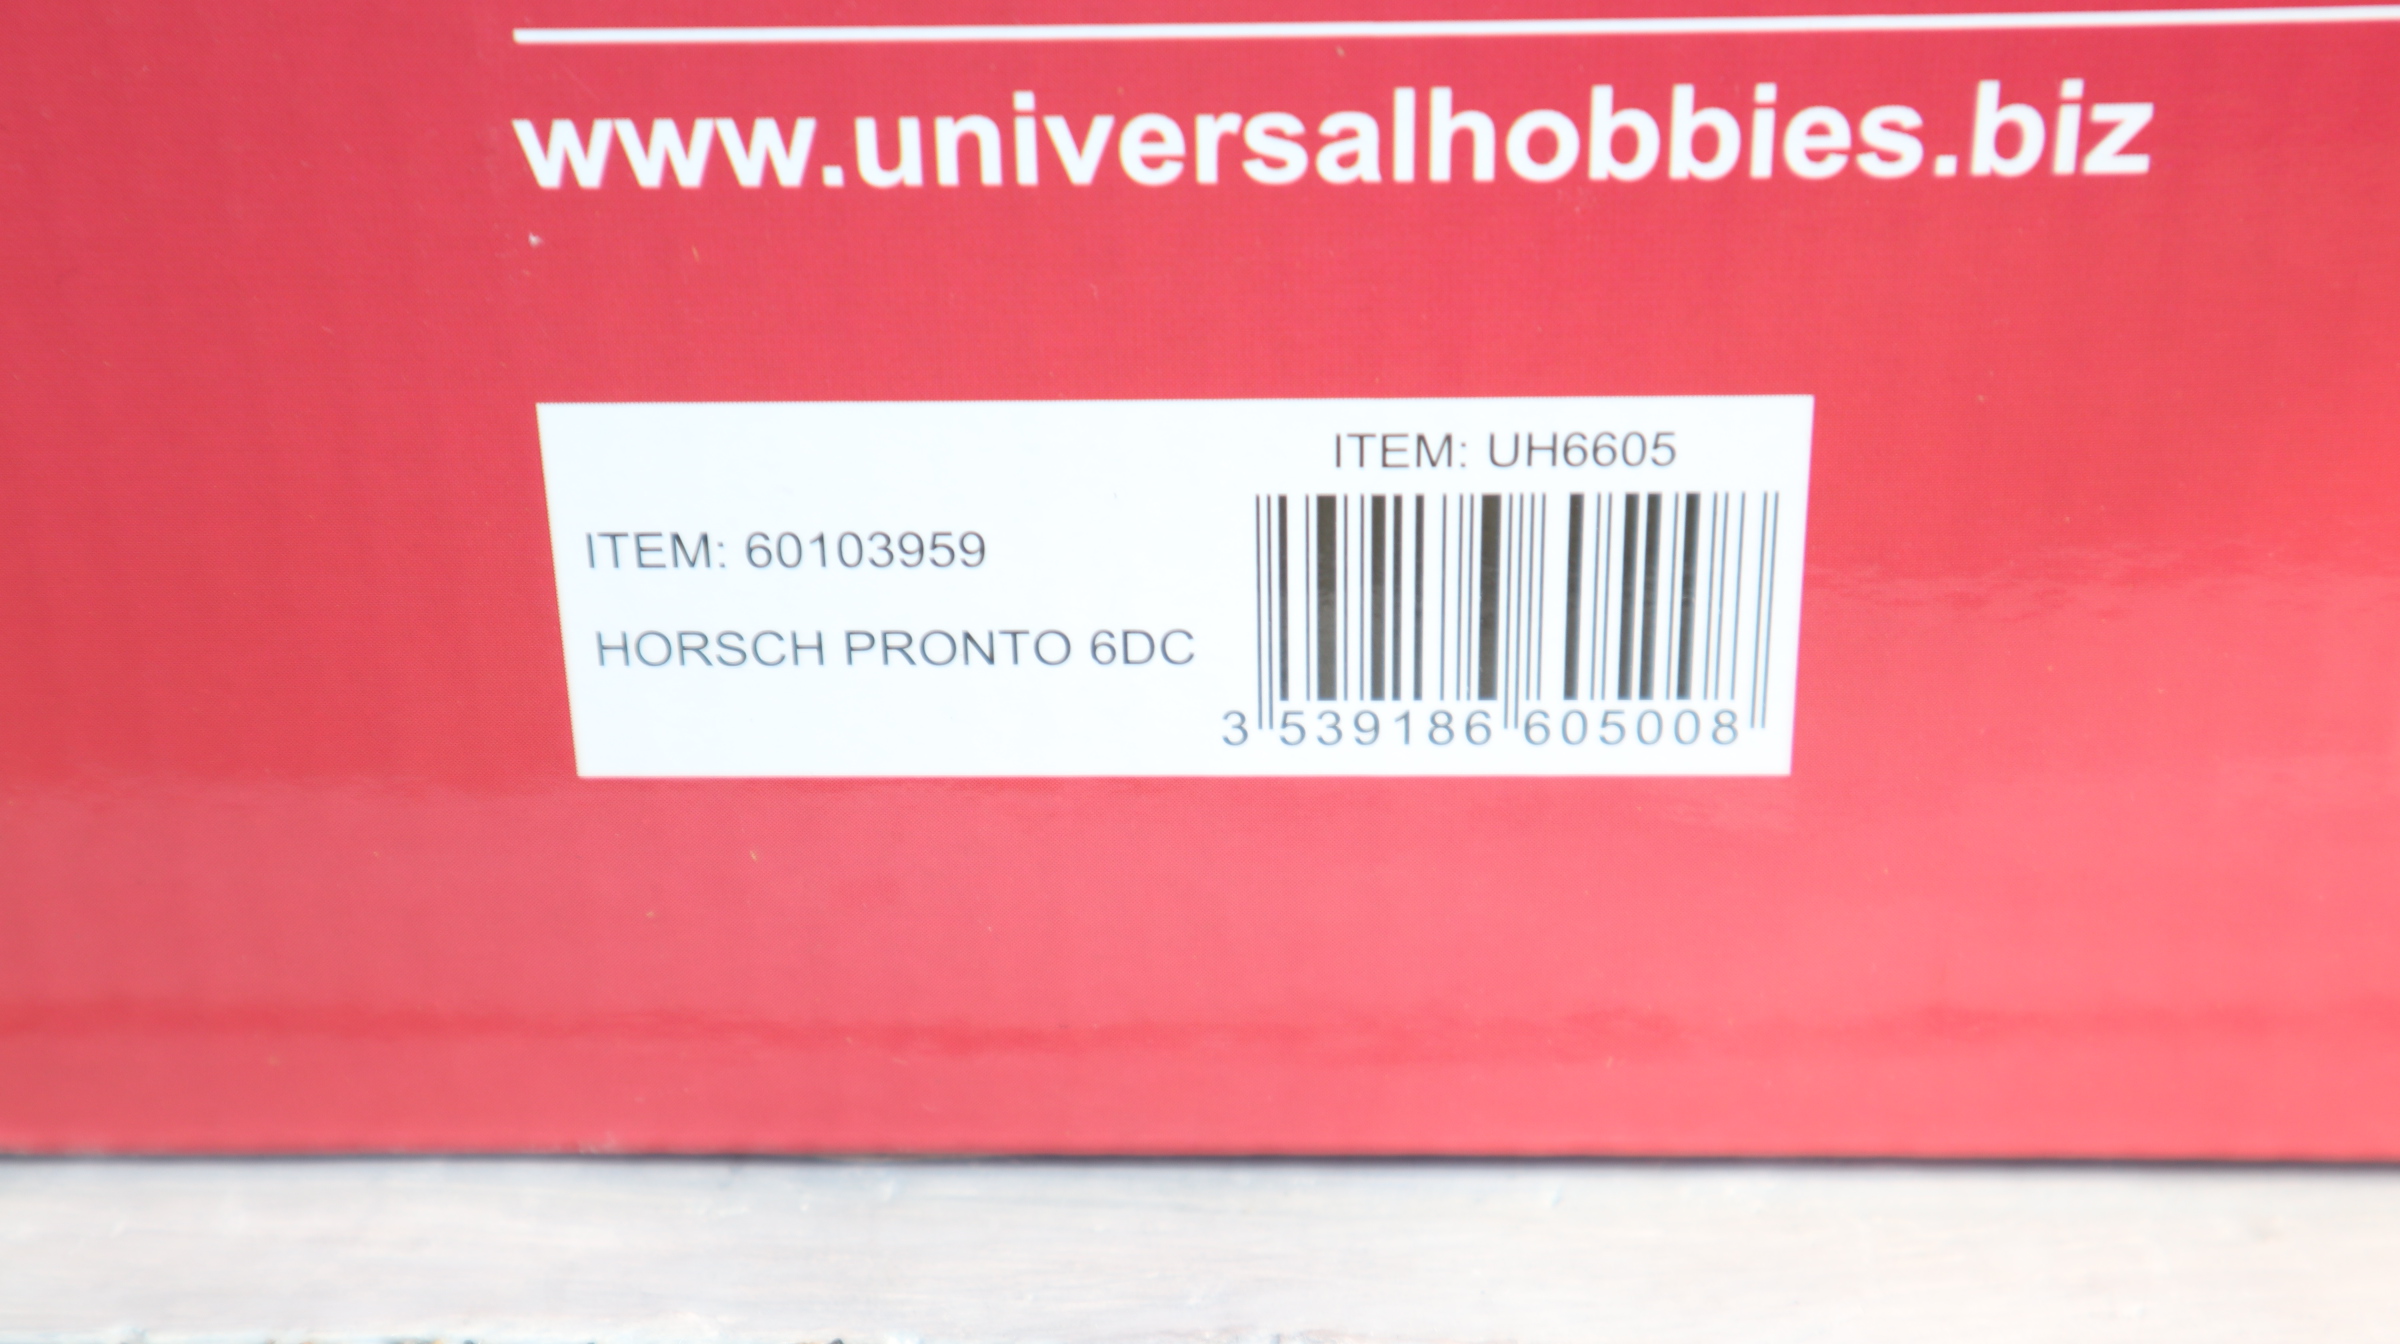 www.universalhobbies.biz
ITEM: UH6605
ITEM: 60103959
HORSCH PRONTO 6DC
3 539186 605008